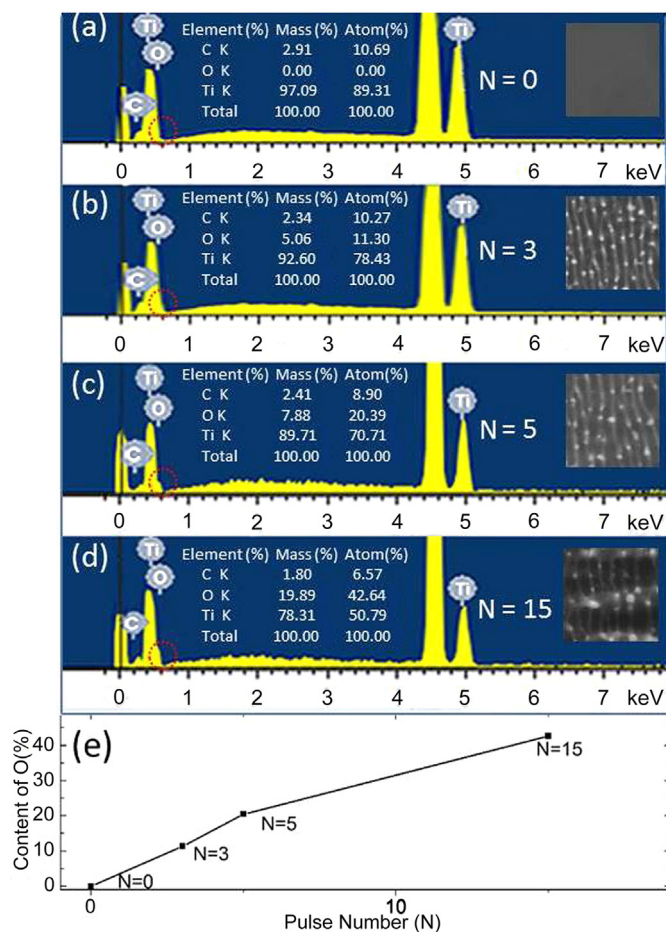 (a)
Ti
O
C
Element (%) Mass (%) Atom(%)
C K 2.91 10.69
O K 0.00 0.00
Ti K 97.09 89.31
Total 100.00 100.00
Ti
N = 0
0 1 2 3 4 5 6 7 keV
(b)
Ti
O
C
Element (%) Mass (%) Atom(%)
C K 2.34 10.27
O K 5.06 11.30
Ti K 92.60 78.43
Total 100.00 100.00
Ti
N = 3
0 1 2 3 4 5 6 7 keV
(c)
Ti
O
C
Element (%) Mass (%) Atom(%)
C K 2.41 8.90
O K 7.88 20.39
Ti K 89.71 70.71
Total 100.00 100.00
Ti
N = 5
0 1 2 3 4 5 6 7 keV
(d)
Ti
O
C
Element (%) Mass (%) Atom(%)
C K 1.80 6.57
O K 19.89 42.64
Ti K 78.31 50.79
Total 100.00 100.00
Ti
N = 15
0 1 2 3 4 5 6 7 keV
(e)
Content of O(%)
40
30
20
10
0
N=0
N=3
N=5
N=15
0 10
Pulse Number (N)